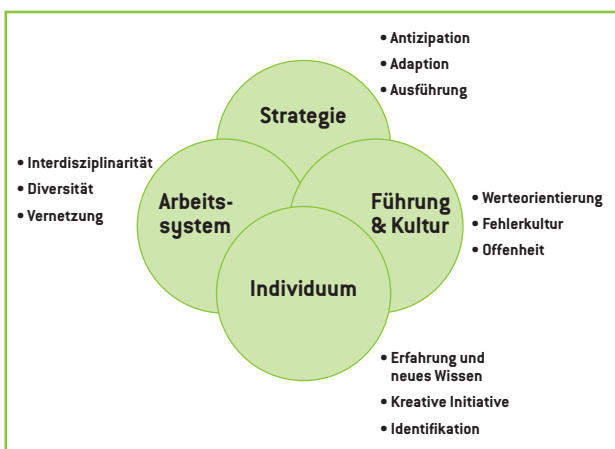 • Antizipation
• Adaption
• Ausführung
Strategie
• Interdisziplinarität
• Diversität
• Vernetzung
Arbeits-
system
Führung
& Kultur
• Werteorientierung
• Fehlerkultur
• Offenheit
Individuum
• Erfahrung und
neues Wissen
• Kreative Initiative
• Identifikation